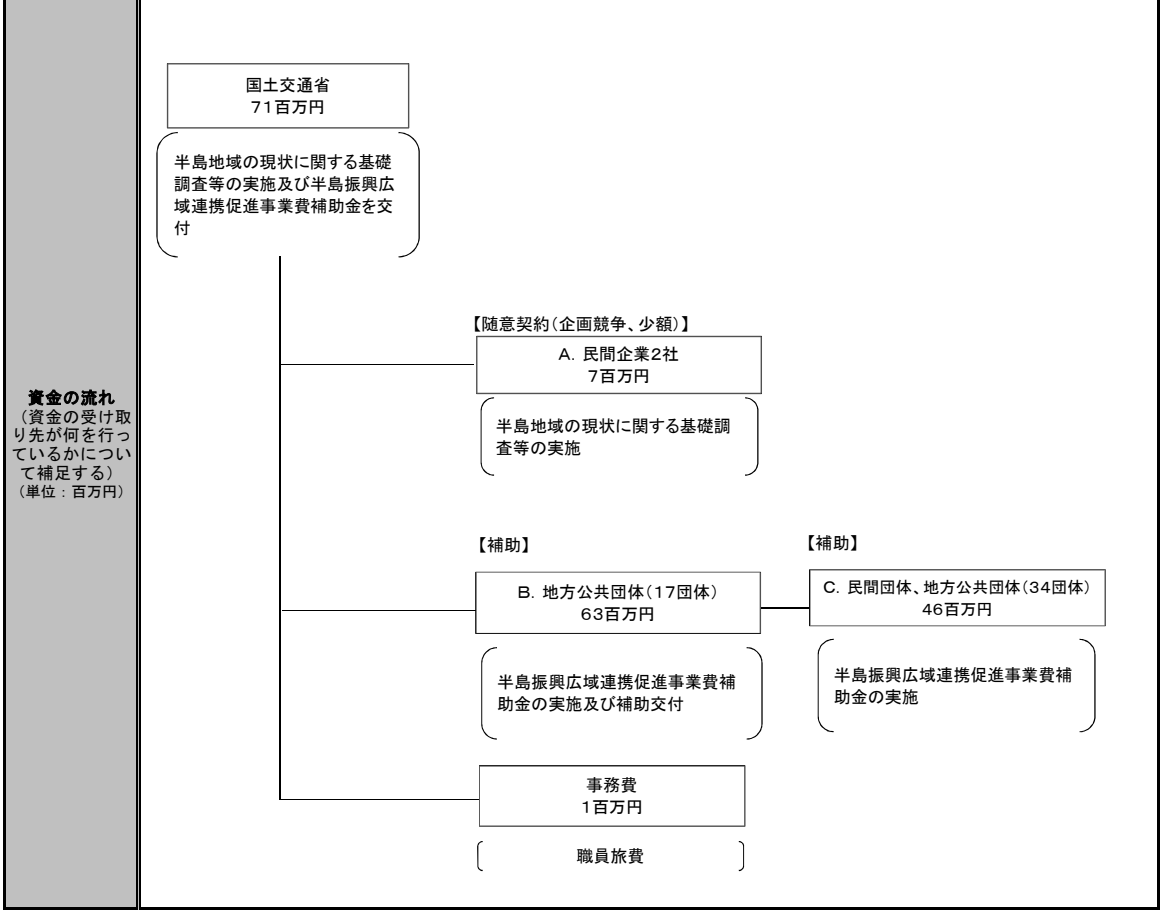 資金の流れ
（資金の受け取
り先が何を行っ
ているかについ
て補足する）
（単位：百万円）
国土交通省
71百万円
半島地域の現状に関する基礎
調査等の実施及び半島振興広
域連携促進事業費補助金を交
付
【随意契約（企画競争、少額）】
A．民間企業2社
7百万円
半島地域の現状に関する基礎調
査等の実施
【補助】
B．地方公共団体（17団体）
63百万円
半島振興広域連携促進事業費補
助金の実施及び補助交付
【補助】
C．民間団体、地方公共団体（34団体）
46百万円
半島振興広域連携促進事業費補
助金の実施
事務費
1百万円
職員旅費